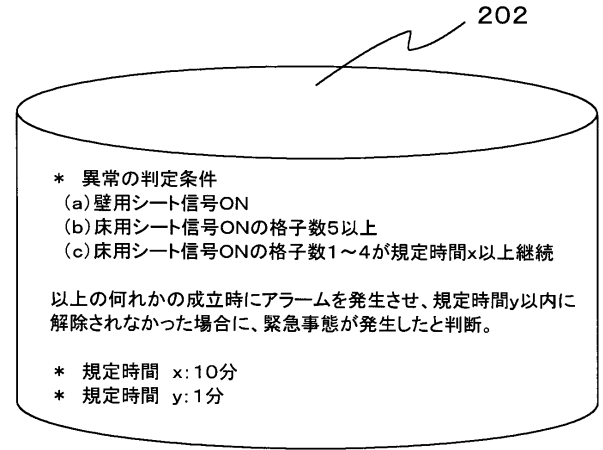 202
* 異常の判定条件
(a)壁用シート信号ON
(b)床用シート信号ONの格子数5以上
(c)床用シート信号ONの格子数1~4が規定時間x以上継続
以上の何れかの成立時にアラームを発生させ、規定時間y以内に
解除されなかった場合に、緊急事態が発生したと判断。
* 規定時間 x:10分
* 規定時間 y:1分